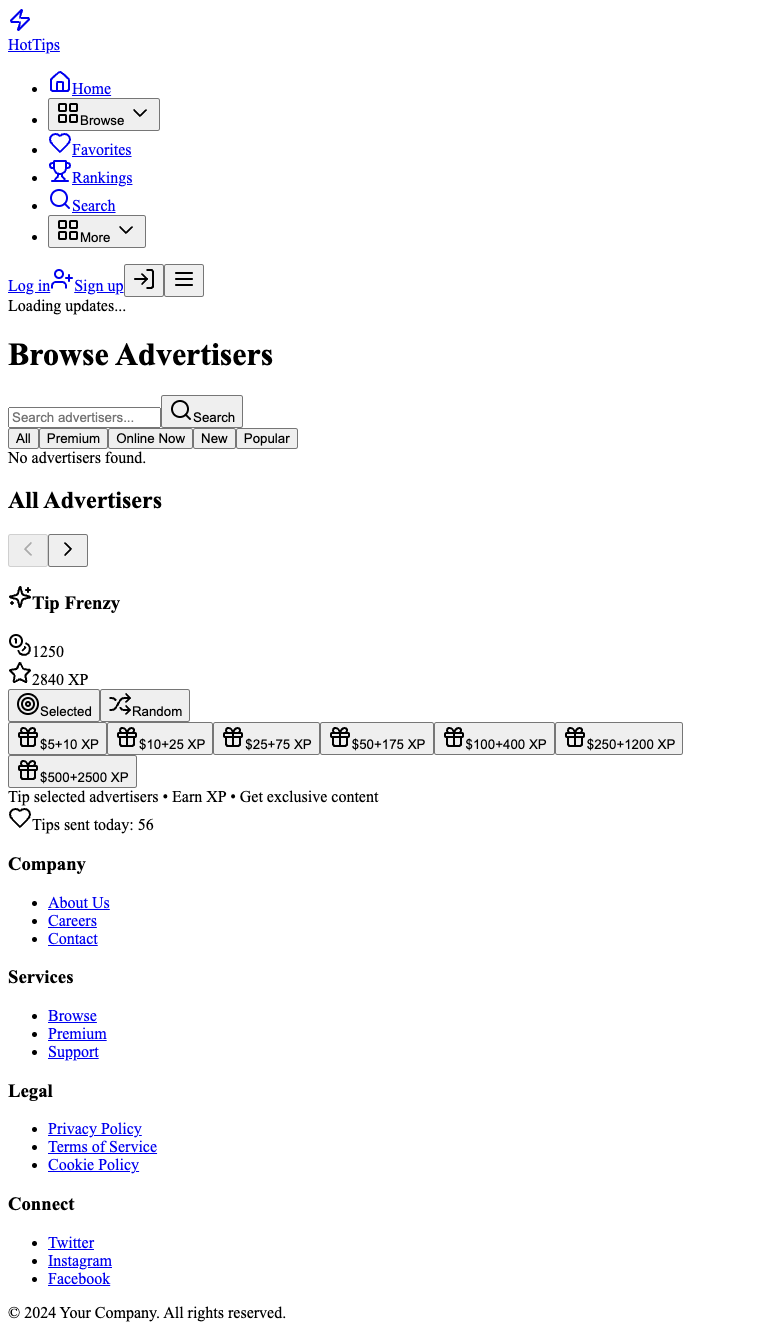 HotTips
Home
Browse
Favorites
Rankings
Search
More
Log in Sign up
Loading updates...
Browse Advertisers
Search advertisers... Search
All Premium Online Now New Popular
No advertisers found.
All Advertisers
Tip Frenzy
1250
2840 XP
Selected Random
$5+10 XP $10+25 XP $25+75 XP $50+175 XP $100+400 XP $250+1200 XP
$500+2500 XP
Tip selected advertisers • Earn XP • Get exclusive content
Tips sent today: 56
Company
About Us
Careers
Contact
Services
Browse
Premium
Support
Legal
Privacy Policy
Terms of Service
Cookie Policy
Connect
Twitter
Instagram
Facebook
© 2024 Your Company. All rights reserved.